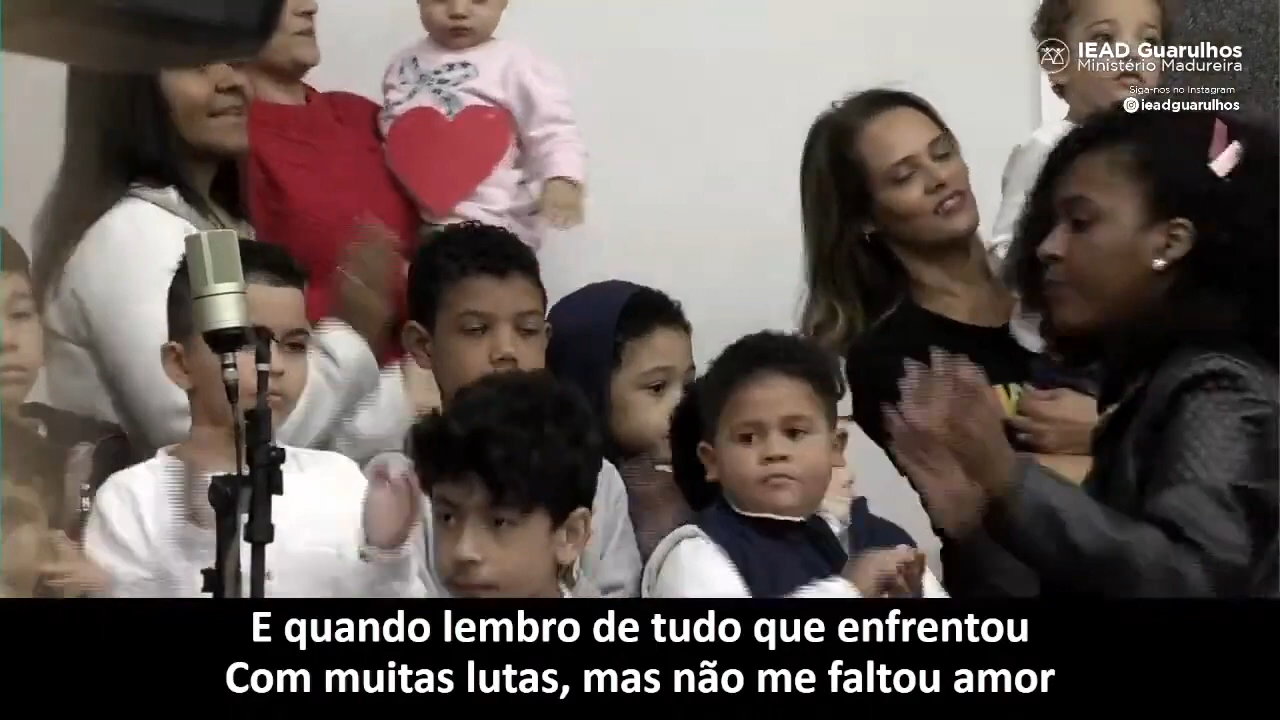 IEAD Guarulhos
Ministério Madureira
Siga-nos no Instagram
ieadguarulhos
E quando lembro de tudo que enfrentou
Com muitas lutas, mas não me faltou amor